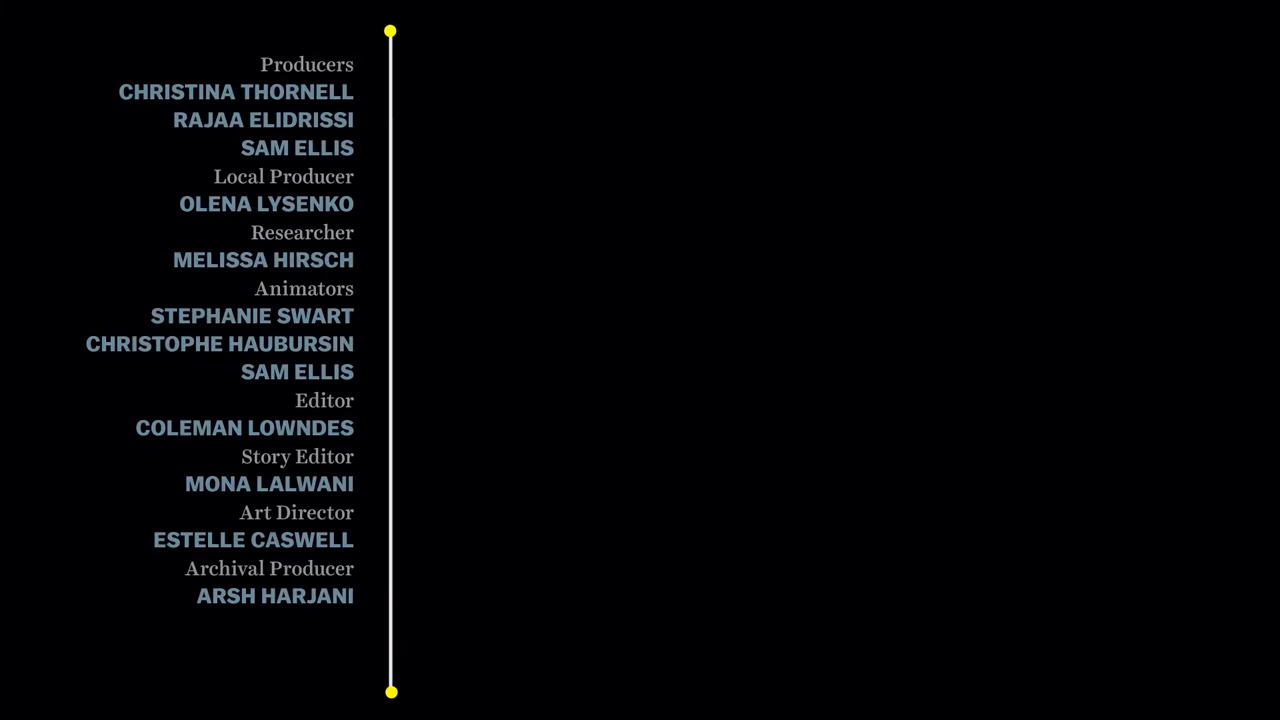 Producers
CHRISTINA THORNELL
RAJAA ELIDRISSI
SAM ELLIS
Local Producer
OLENA LYSENKO
Researcher
MELISSA HIRSCH
Animators
STEPHANIE SWART
CHRISTOPHE HAUBURSIN
SAM ELLIS
Editor
COLEMAN LOWNDES
Story Editor
MONA LALWANI
Art Director
ESTELLE CASWELL
Archival Producer
ARSH HARJANI